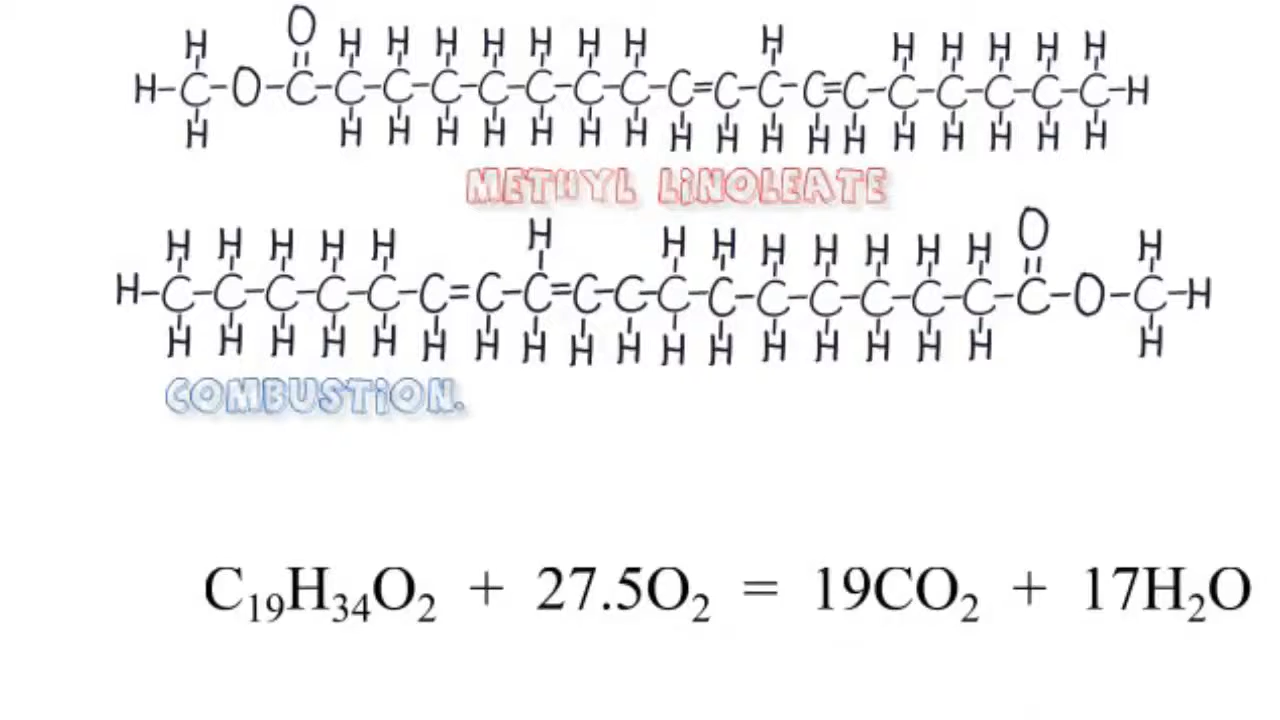 O
H H H H H H H H H H H H H H
H-C-O-C-C-C-C-C-C-C-C-C=C-C-C=C-C-C-C-C-C-H
H H H H H H H H H H H H H H H H H H
METHYL LINOLEATE
H H H H H H H H H H H H H O H
H-C-C-C-C-C-C=C-C=C-C-C-C-C-C-C-C-C-C-O-C-H
H H H H H H H H H H H H H H H H H H
COMBUSTION.
C₁₉H₃₄O₂ + 27.5O₂ = 19CO₂ + 17H₂O